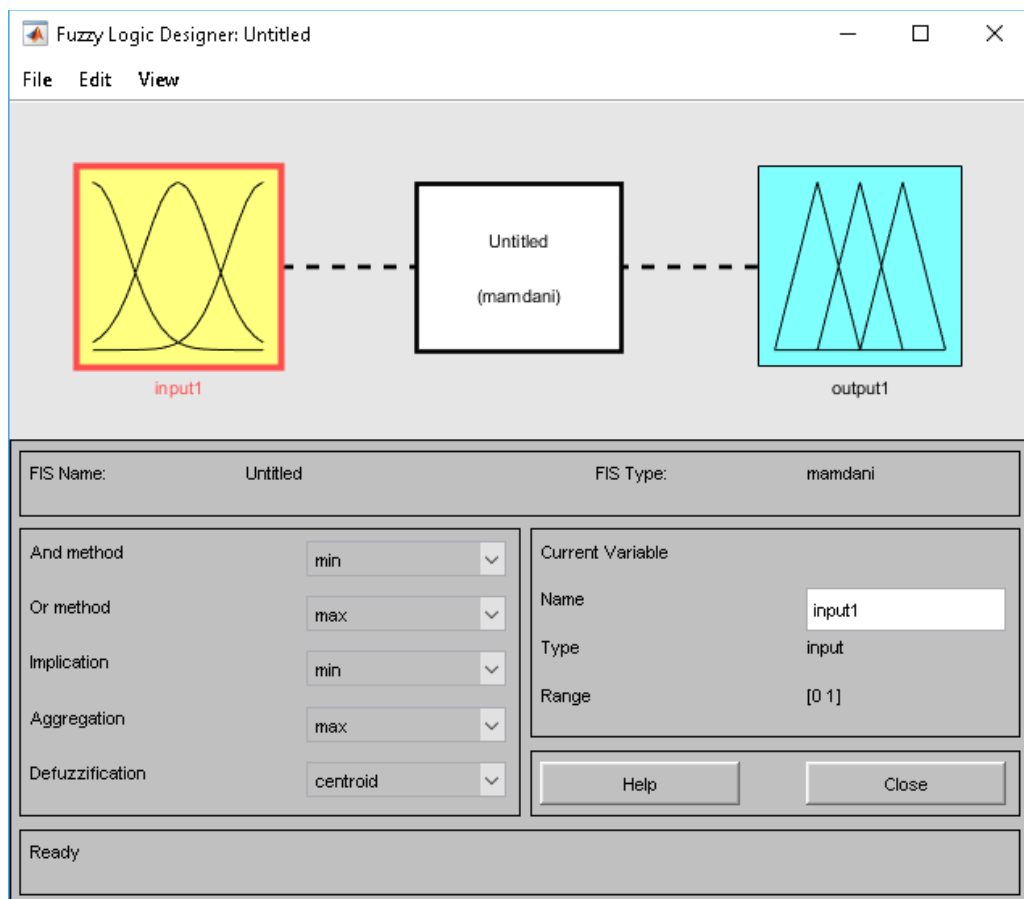 Fuzzy Logic Designer: Untitled
File Edit View
Untitled
(mamdani)
input1
output1
FIS Name: Untitled FIS Type: mamdani
And method min
Or method max
Implication min
Aggregation max
Defuzzification centroid
Current Variable
Name input1
Type input
Range [0 1]
Help Close
Ready